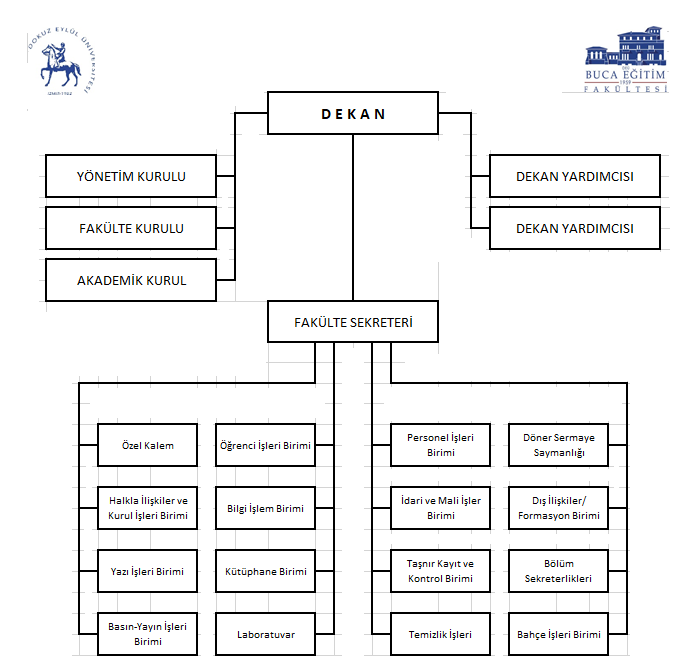 DOKUZ EYLÜL ÜNİVERSİTESİ
İZMİR-1982
BUCA EĞİTİM
1959
FAKÜLTESİ
DEKAN
YÖNETİM KURULU
DEKAN YARDIMCISI
FAKÜLTE KURULU
DEKAN YARDIMCISI
AKADEMİK KURUL
FAKÜLTE SEKRETERİ
Özel Kalem
Öğrenci İşleri Birimi
Personel İşleri
Birimi
Döner Sermaye
Saymanlığı
Halkla İlişkiler ve
Kurul İşleri Birimi
Bilgi İşlem Birimi
İdari ve Mali İşler
Birimi
Dış İlişkiler/
Formasyon Birimi
Yazı İşleri Birimi
Kütüphane Birimi
Taşnır Kayıt ve
Kontrol Birimi
Bölüm
Sekreterlikleri
Basın-Yayın İşleri
Birimi
Laboratuvar
Temizlik İşleri
Bahçe İşleri Birimi